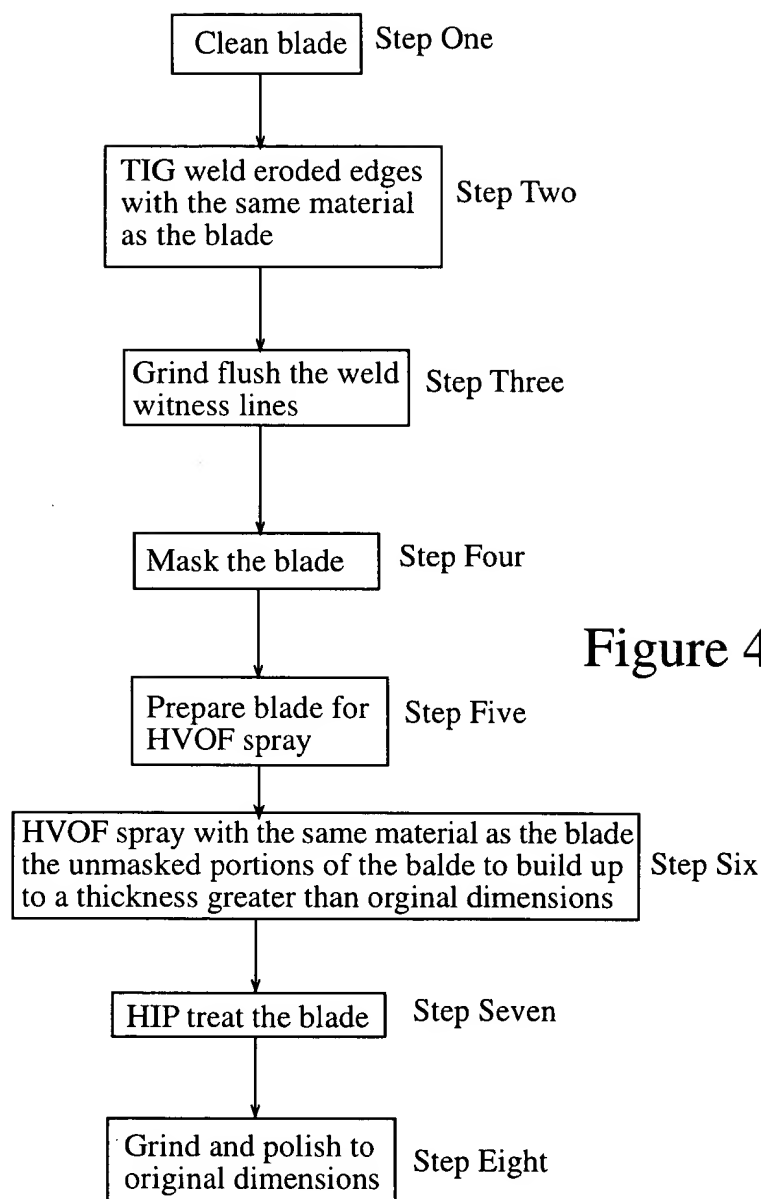 Clean blade Step One
TIG weld eroded edges
with the same material
as the blade
Step Two
Grind flush the weld
witness lines
Step Three
Mask the blade Step Four
Figure 4
Prepare blade for
HVOF spray
Step Five
HVOF spray with the same material as the blade
the unmasked portions of the balde to build up
to a thickness greater than orginal dimensions
Step Six
HIP treat the blade Step Seven
Grind and polish to
original dimensions
Step Eight